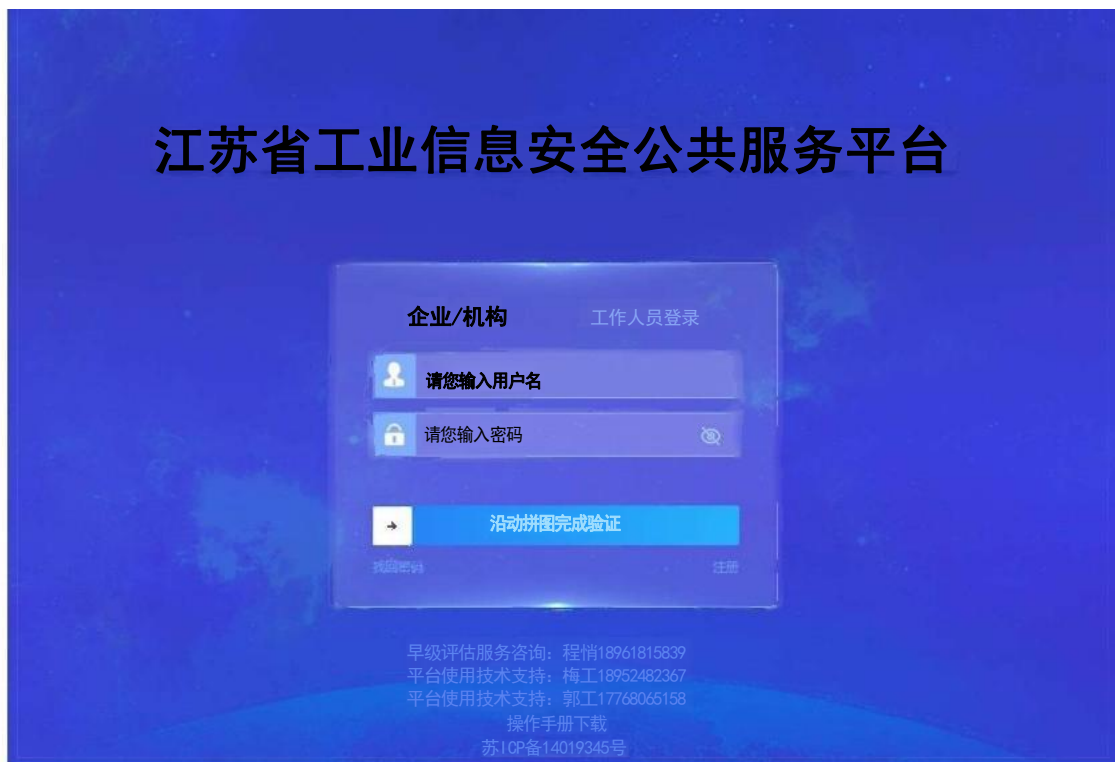 江苏省工业信息安全公共服务平台
企业/机构 工作人员登录
请您输入用户名
请您输入密码
沿动拼图完成验证
找回密码 注册
早级评估服务咨询: 程悄18961815839
平台使用技术支持: 梅工18952482367
平台使用技术支持: 郭工17768065158
操作手册下载
苏ICP备14019345号